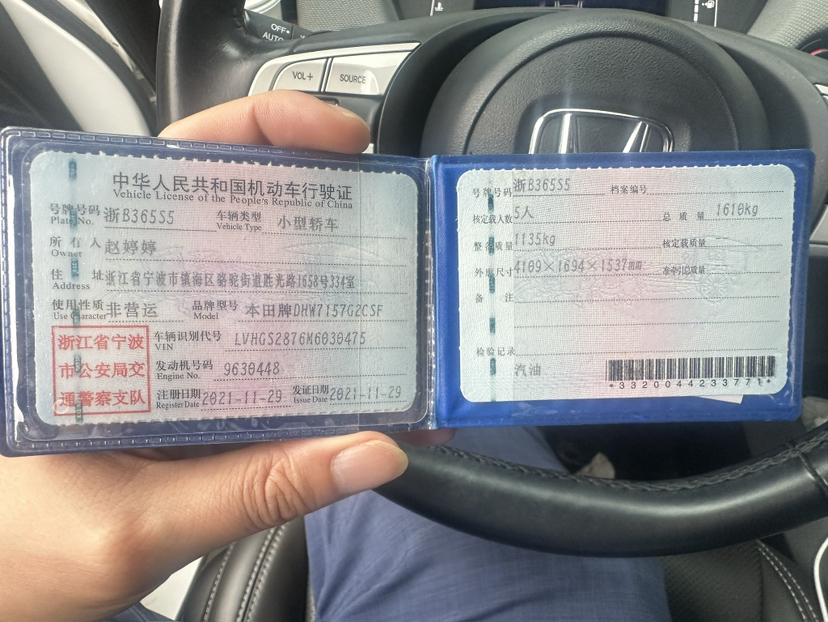 OFF
AUTO
VOL+
SOURCE
中华人民共和国机动车行驶证
Vehicle License of the People's Republic of China
号牌号码 浙B365S5 车辆类型 小型轿车
Plate No. Vehicle Type
所有人 赵婷婷
Owner
住址 浙江省宁波市镇海区骆驼街道胜光路1658号334室
Address
使用性质 非营运 品牌型号 本田牌DHW7157G2CSF
Use Character Model
浙江省宁波
市公安局交
通警察支队
车辆识别代号 LVHGS2876M6030475
VIN
发动机号码 9630448
Engine No.
注册日期 2021-11-29 发证日期 2021-11-29
Register Date Issue Date
号牌号码 浙B365S5 档案编号
核定载人数 5人 总质量 1610kg
整备质量 1135kg 核定载质量
外廓尺寸 4109×1694×1537mm 准牵引总质量
备注
检验记录
汽油
*3320044233771*